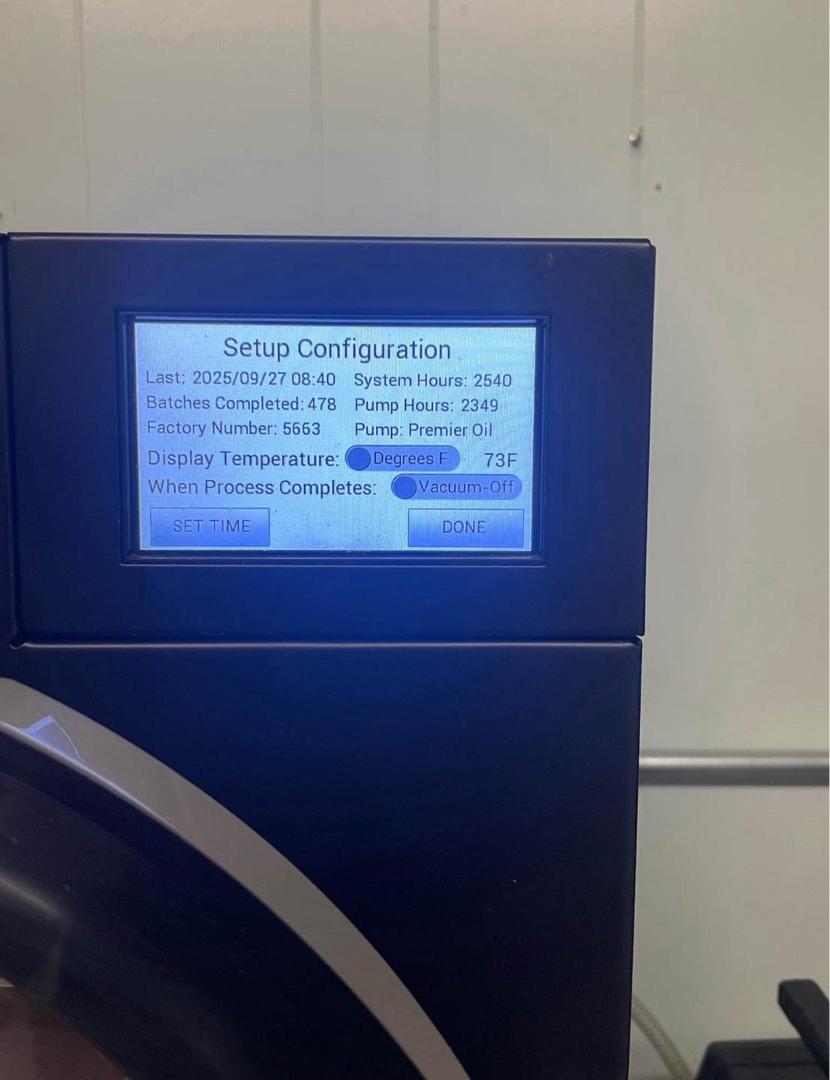 Setup Configuration
Last: 2025/09/27 08:40 System Hours: 2540
Batches Completed: 478 Pump Hours: 2349
Factory Number: 5663 Pump: Premier Oil
Display Temperature: Degrees F 73F
When Process Completes: Vacuum-Off
SET TIME DONE